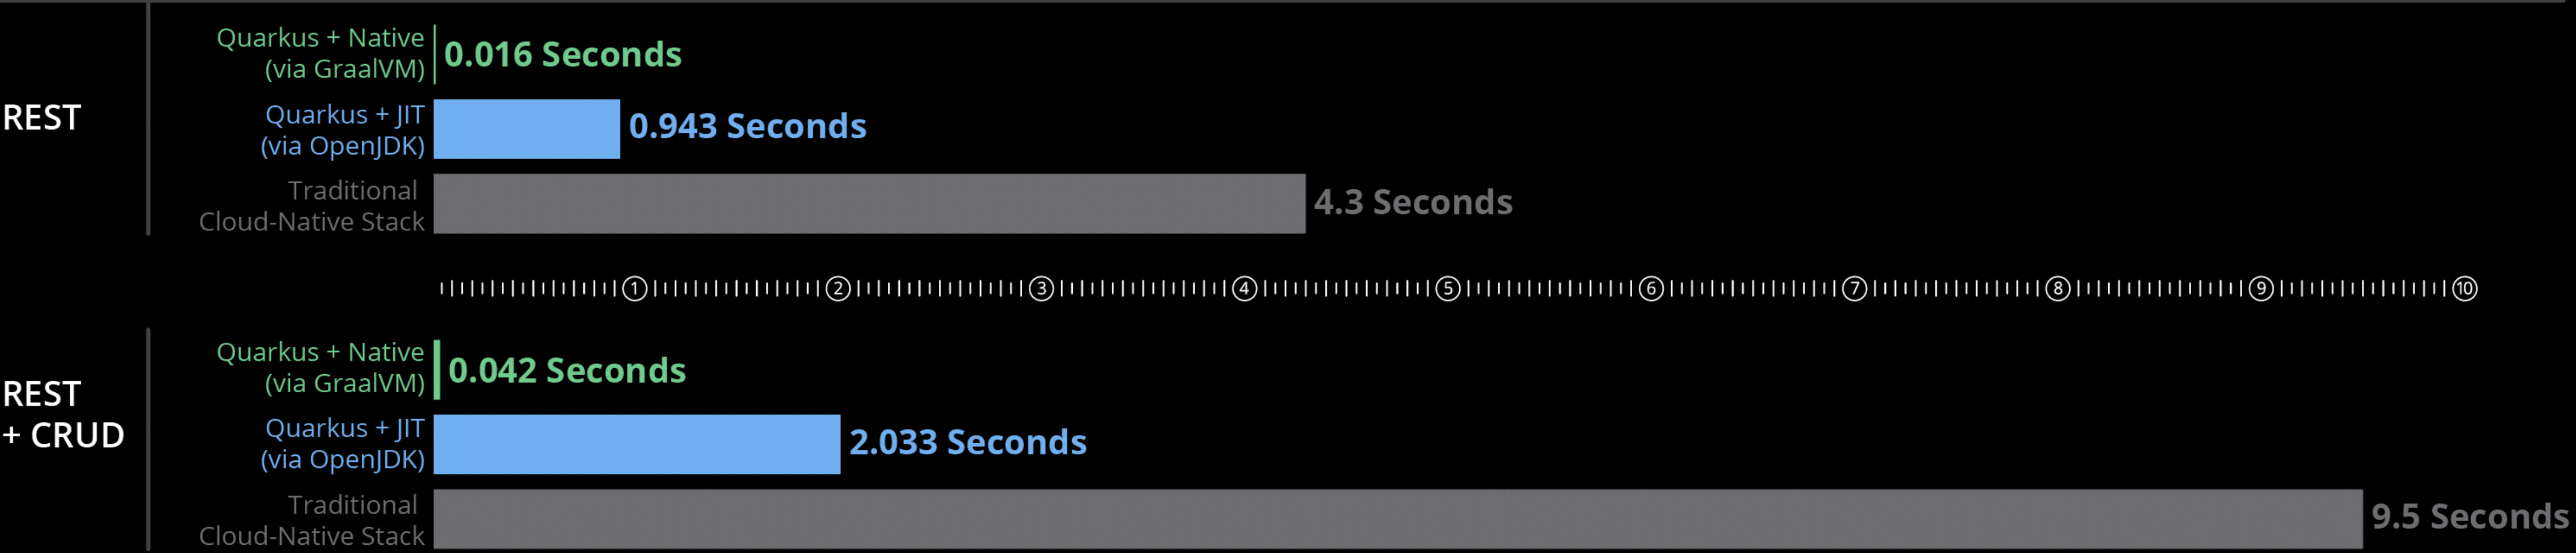 REST
Quarkus + Native
(via GraalVM)
0.016 Seconds
Quarkus + JIT
(via OpenJDK)
0.943 Seconds
Traditional
Cloud-Native Stack
4.3 Seconds
1 2 3 4 5 6 7 8 9 10
REST
+ CRUD
Quarkus + Native
(via GraalVM)
0.042 Seconds
Quarkus + JIT
(via OpenJDK)
2.033 Seconds
Traditional
Cloud-Native Stack
9.5 Seconds